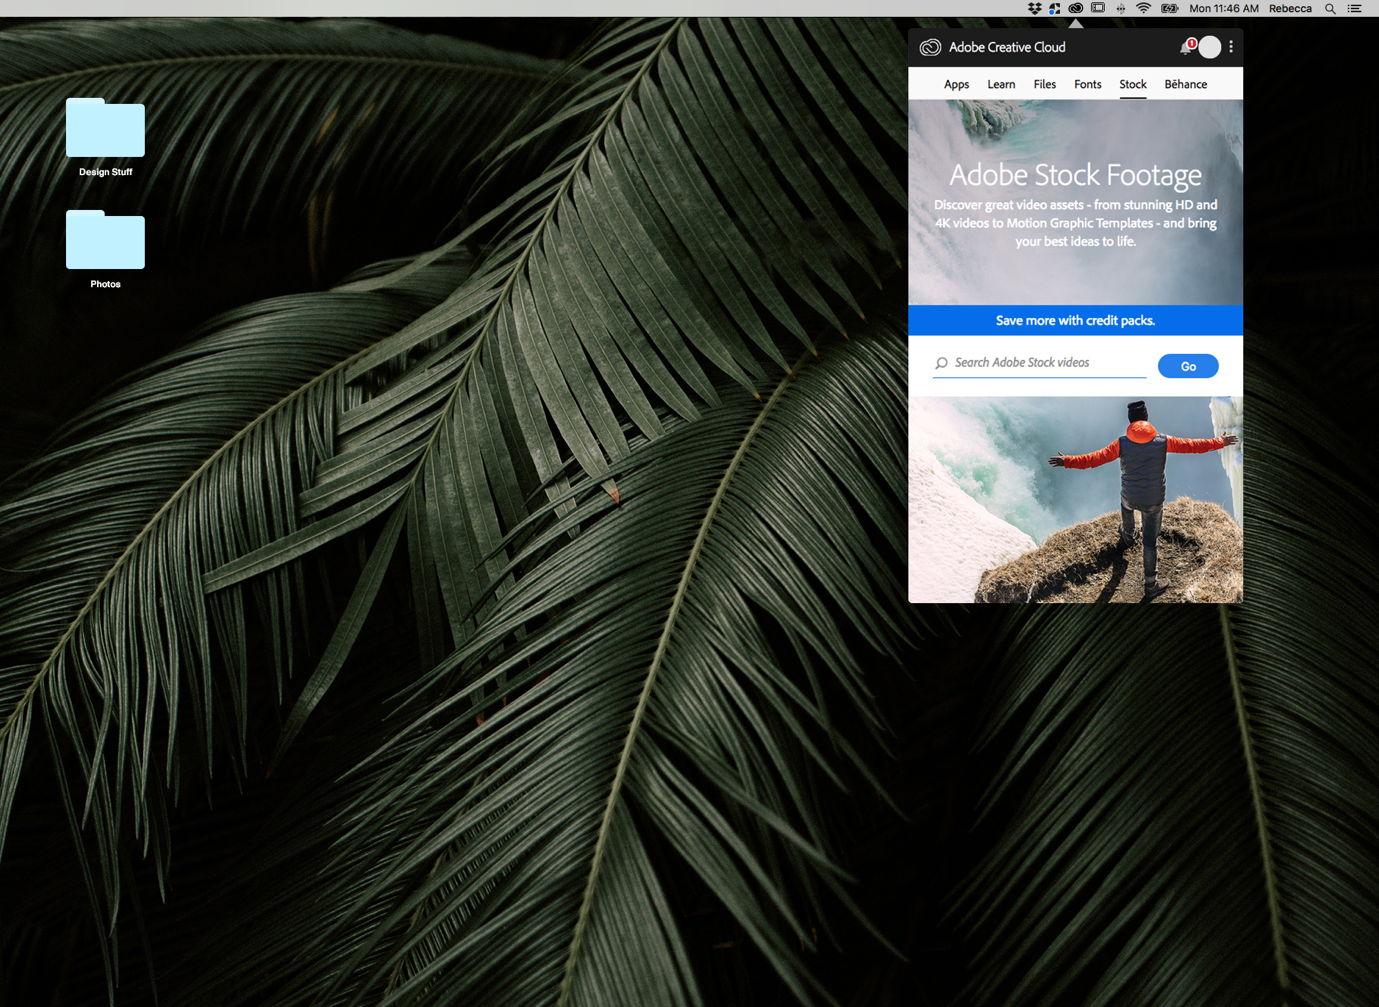 Mon 11:46 AM Rebecca
Adobe Creative Cloud
1
Apps Learn Files Fonts Stock Bēhance
Design Stuff
Photos
Adobe Stock Footage
Discover great video assets - from stunning HD and
4K videos to Motion Graphic Templates - and bring
your best ideas to life.
Save more with credit packs.
Search Adobe Stock videos
Go